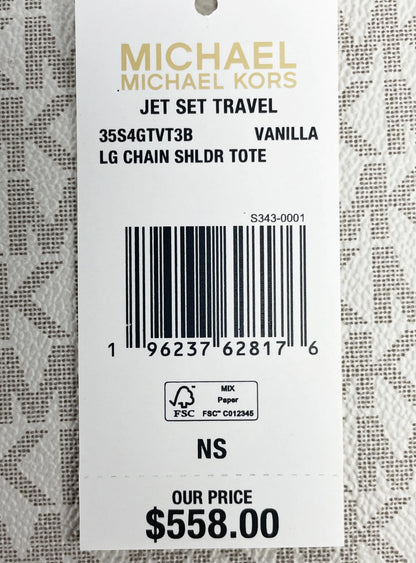 MICHAEL
MICHAEL KORS
JET SET TRAVEL
35S4GTVT3B VANILLA
LG CHAIN SHLDR TOTE
S343-0001
1 96237 62817 6
MIX
Paper
FSC FSC™ C012345
NS
OUR PRICE
$558.00